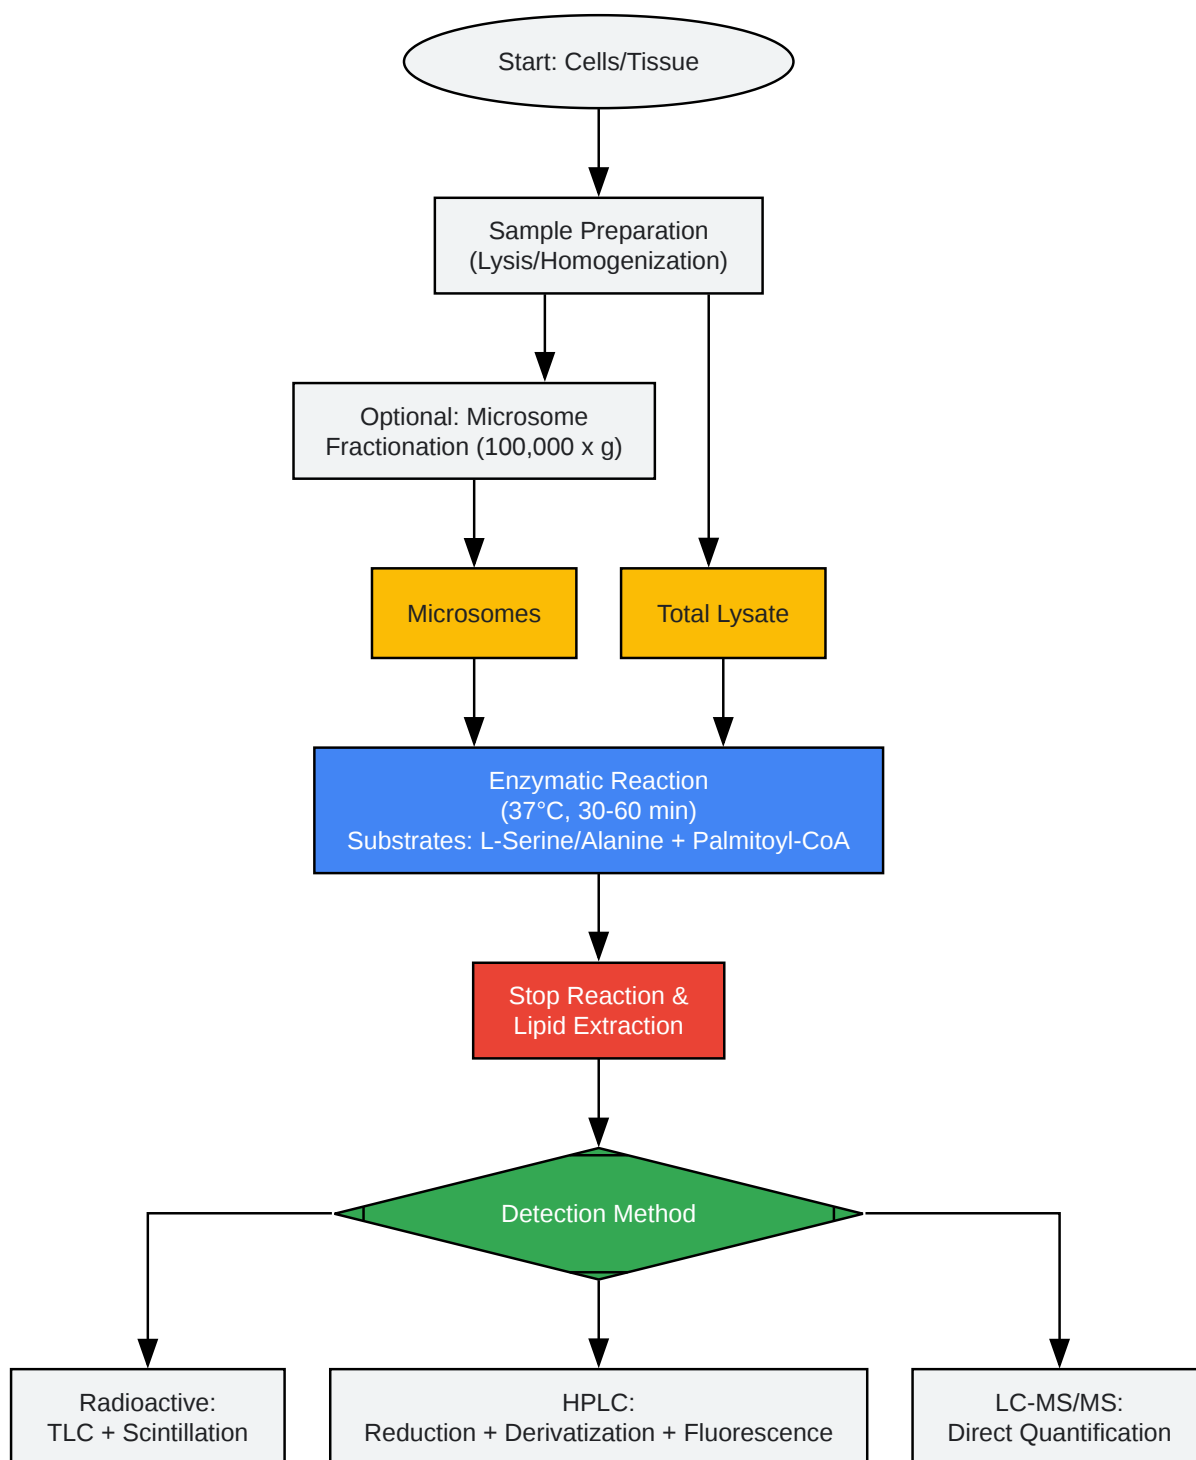 Start: Cells/Tissue
Sample Preparation
(Lysis/Homogenization)
Optional: Microsome
Fractionation (100,000 x g)
Microsomes
Total Lysate
Enzymatic Reaction
(37°C, 30-60 min)
Substrates: L-Serine/Alanine + Palmitoyl-CoA
Stop Reaction &
Lipid Extraction
Detection Method
Radioactive:
TLC + Scintillation
HPLC:
Reduction + Derivatization + Fluorescence
LC-MS/MS:
Direct Quantification